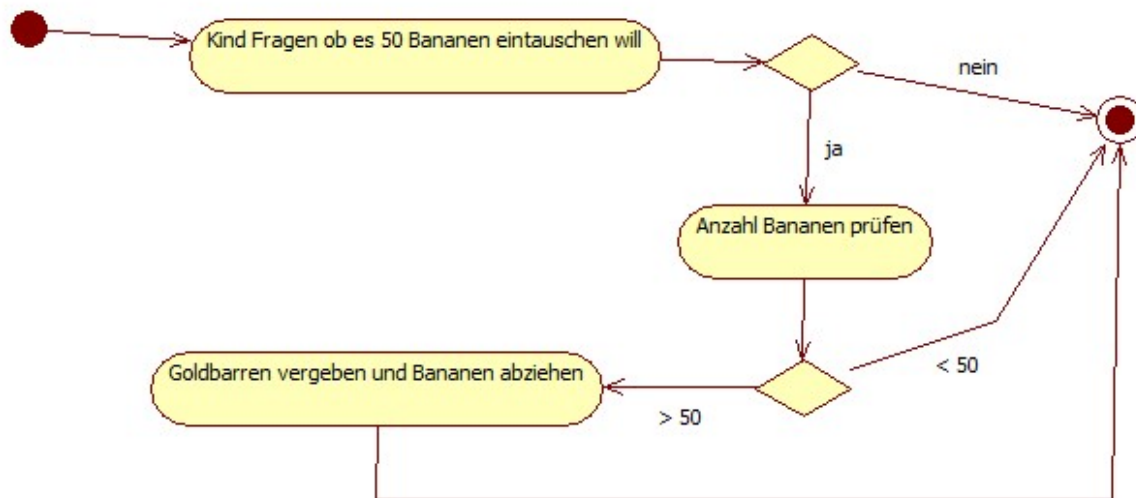 Kind Fragen ob es 50 Bananen eintauschen will
nein
ja
Anzahl Bananen prüfen
< 50
Goldbarren vergeben und Bananen abziehen
> 50